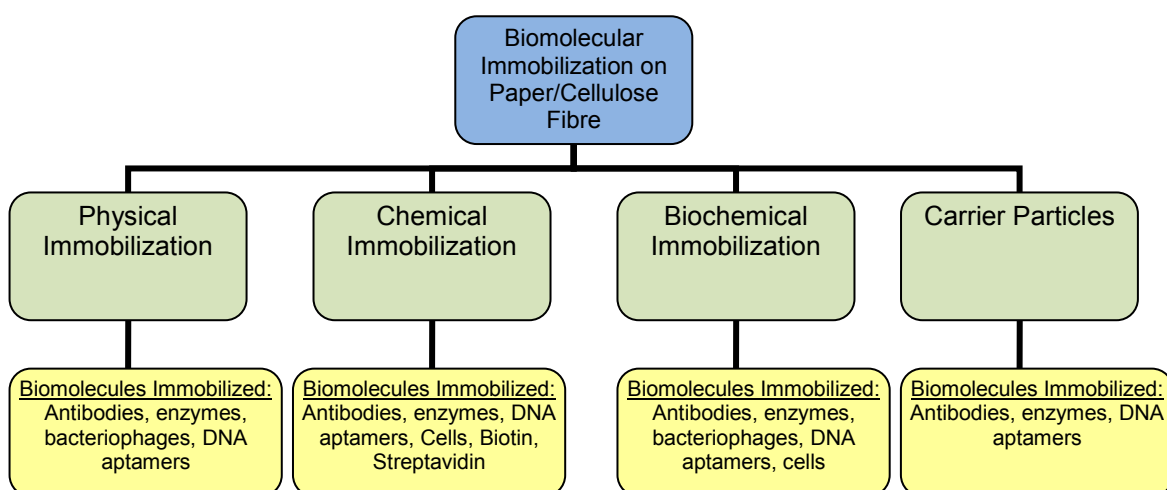 Biomolecular
Immobilization on
Paper/Cellulose
Fibre
Physical
Immobilization
Chemical
Immobilization
Biochemical
Immobilization
Carrier Particles
Biomolecules Immobilized:
Antibodies, enzymes,
bacteriophages, DNA
aptamers
Biomolecules Immobilized:
Antibodies, enzymes, DNA
aptamers, Cells, Biotin,
Streptavidin
Biomolecules Immobilized:
Antibodies, enzymes,
bacteriophages, DNA
aptamers, cells
Biomolecules Immobilized:
Antibodies, enzymes, DNA
aptamers